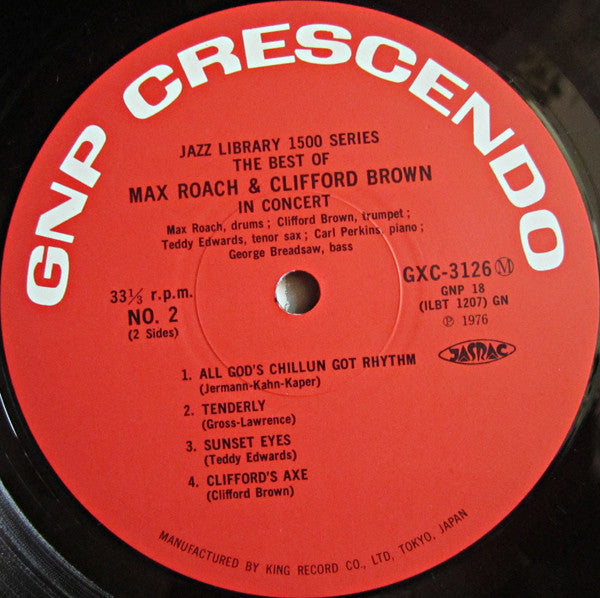 GNP CRESCENDO
JAZZ LIBRARY 1500 SERIES
THE BEST OF
MAX ROACH & CLIFFORD BROWN
IN CONCERT
Max Roach, drums ; Clifford Brown, trumpet ;
Teddy Edwards, tenor sax ; Carl Perkins, piano ;
George Breadsaw, bass
33⅓ r.p.m.
NO. 2
(2 Sides)
GXC-3126 Ⓜ
GNP 18
(ILBT 1207) GN
℗ 1976
JASRAC
1. ALL GOD'S CHILLUN GOT RHYTHM
(Jermann-Kahn-Kaper)
2. TENDERLY
(Gross-Lawrence)
3. SUNSET EYES
(Teddy Edwards)
4. CLIFFORD'S AXE
(Clifford Brown)
MANUFACTURED BY KING RECORD CO., LTD, TOKYO, JAPAN